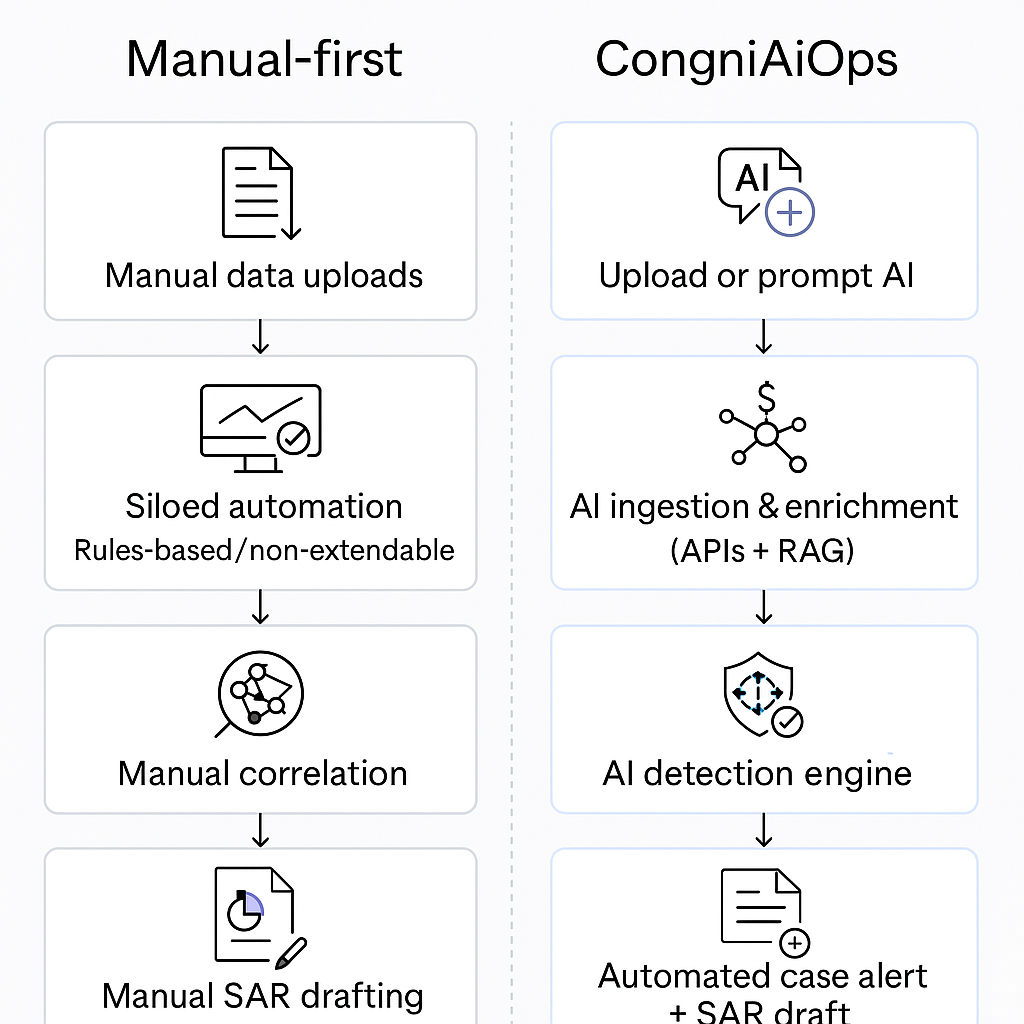 Manual-first
Manual data uploads
Siloed automation
Rules-based/non-extendable
Manual correlation
Manual SAR drafting
CongniAiOps
AI
Upload or prompt AI
$
AI ingestion & enrichment
(APIs + RAG)
AI detection engine
Automated case alert
+ SAR draft